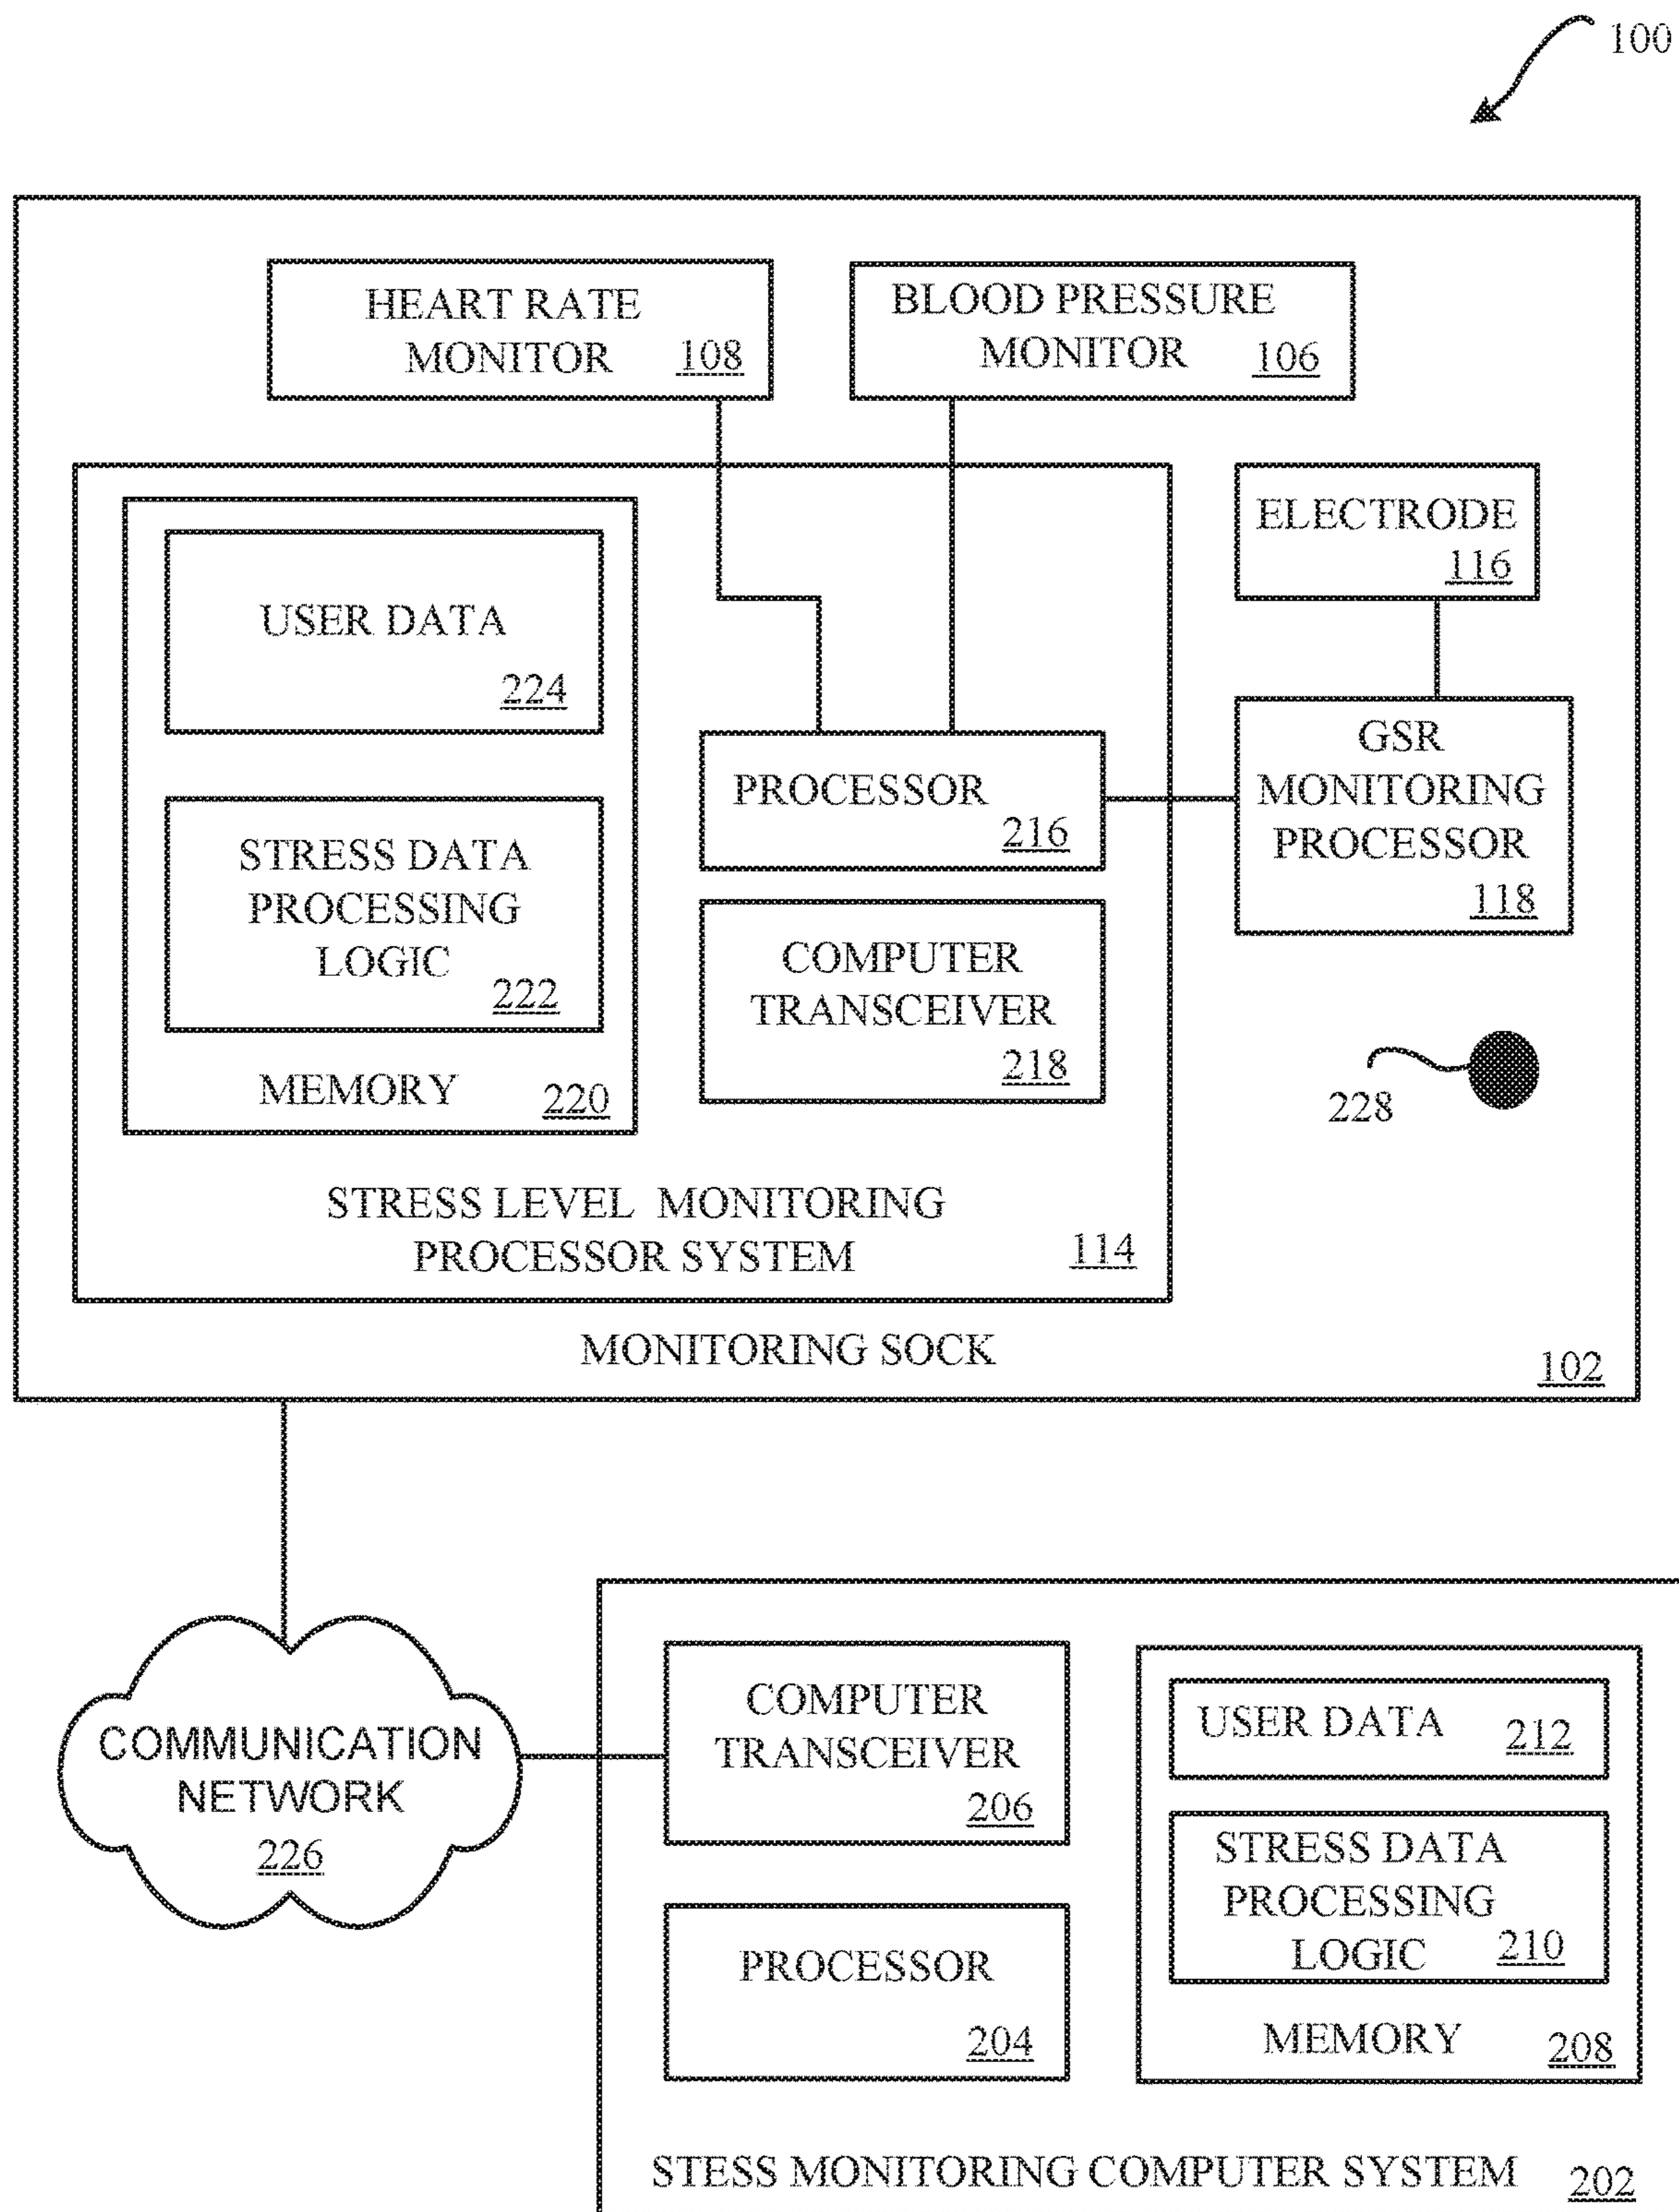 100
HEART RATE
MONITOR 108
BLOOD PRESSURE
MONITOR 106
USER DATA
224
STRESS DATA
PROCESSING
LOGIC
222
MEMORY 220
PROCESSOR
216
COMPUTER
TRANSCEIVER
218
ELECTRODE
116
GSR
MONITORING
PROCESSOR
118
228
STRESS LEVEL MONITORING
PROCESSOR SYSTEM 114
MONITORING SOCK
102
COMMUNICATION
NETWORK
226
COMPUTER
TRANSCEIVER
206
PROCESSOR
204
USER DATA 212
STRESS DATA
PROCESSING
LOGIC 210
MEMORY 208
STESS MONITORING COMPUTER SYSTEM 202